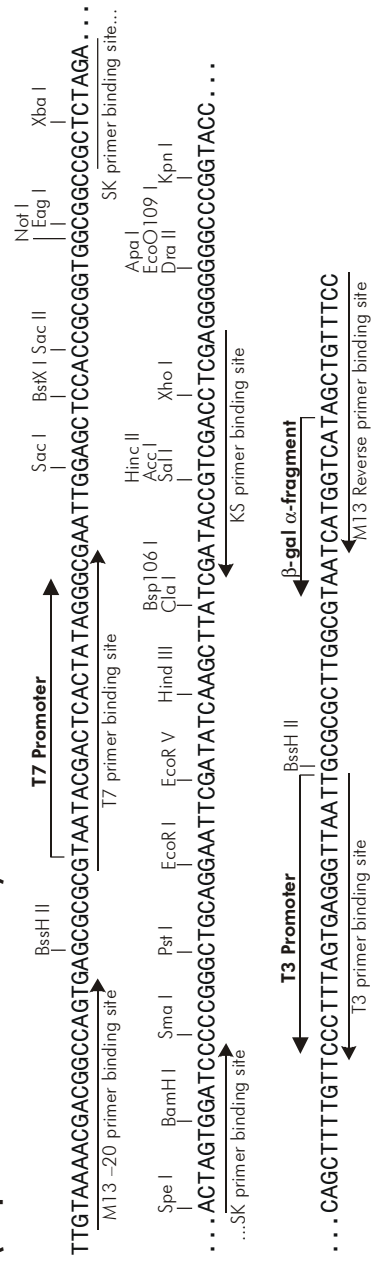 T7 Promoter
Not I
BssH II Sac I BstX I Sac II Eag I Xba I
TTGTAAAACGACGGCCAGTGAGCGCGCGTAATACGACTCACTATAGGGCGAATTGGAGCTCCACCGCGGTGGCGGCCGCTCTAGA...
M13 –20 primer binding site T7 primer binding site SK primer binding site...
Hinc II Apa I
Bsp106 I Acc I EcoO109 I
Spe I BamH I Sma I Pst I EcoR I EcoR V Hind III Cla I Sal I Xho I Dra II Kpn I
...ACTAGTGGATCCCCCGGGCTGCAGGAATTCGATATCAAGCTTATCGATACCGTCGACCTCGAGGGGGGGCCCGGTACC...
...SK primer binding site KS primer binding site
T3 Promoter BssH II β-gal α-fragment
...CAGCTTTTGTTCCCTTTAGTGAGGGTTAATTGCGCGCTTGGCGTAATCATGGTCATAGCTGTTTCC
T3 primer binding site M13 Reverse primer binding site